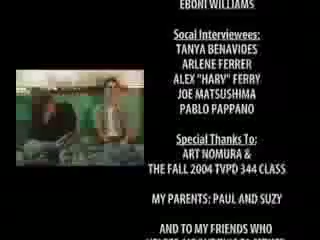 EBONI WILLIAMS
Socal Interviewees:
TANYA BENAVIOES
ARLENE FERRER
ALEX "HARV" FERRY
JOE MATSUSHIMA
PABLO PAPPANO
Special Thanks To:
ART NOMURA &
THE FALL 2004 TVPD 344 CLASS
MY PARENTS: PAUL AND SUZY
AND TO MY FRIENDS WHO